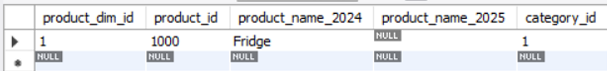 product_dim_id product_id product_name_2024 product_name_2025 category_id
1 1000 Fridge NULL 1
NULL NULL NULL NULL NULL